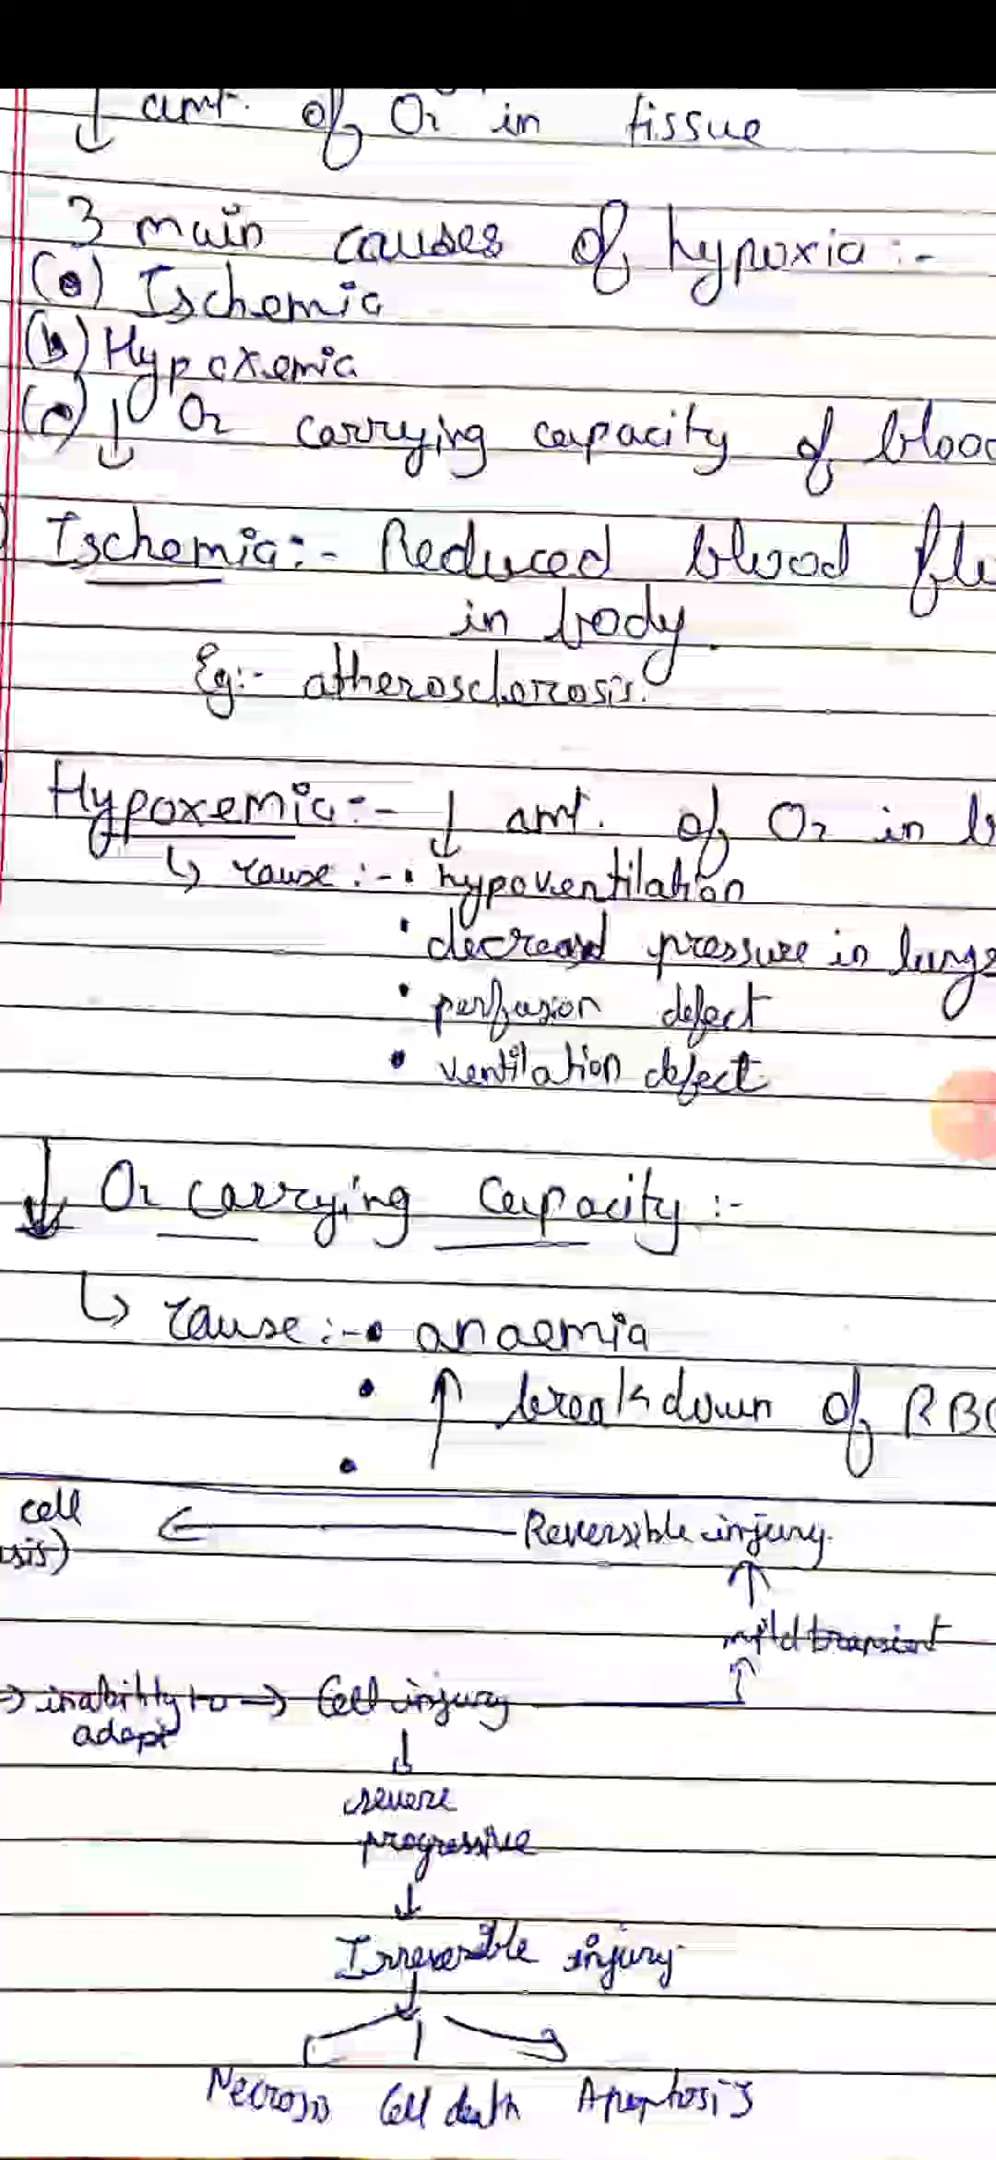 ↓ amt. of O2 in tissue
3 main causes of hypoxia :-
(a) Ischemia
(b) Hypoxemia
(c) ↓ O2 carrying capacity of blood
Ischemia :- Reduced blood
in body
Eg:- atherosclorosis.
Hypoxemia :- ↓ amt. of O2 in
↳ cause :- • hypoventilation
• decreasd pressure in lungs
• perfusion defect
• ventilation defect
↓ O2 carrying capacity :-
↳ cause :- • anaemia
• ↑ breakdown of RBC
•
cell ← Reversible injury.
sis)
↑
mild transient
↑
→ inability to → Cell injury
adapt
↓
severe
progressive
↓
Irreversible injury
↓
Necrosis Cell death Apoptosis